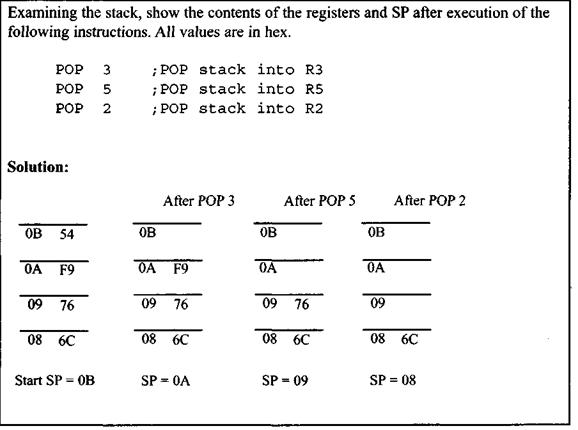 Examining the stack, show the contents of the registers and SP after execution of the
following instructions. All values are in hex.
POP 3 ;POP stack into R3
POP 5 ;POP stack into R5
POP 2 ;POP stack into R2
Solution:
After POP 3 After POP 5 After POP 2
0B 54 0B 0B 0B
0A F9 0A F9 0A 0A
09 76 09 76 09 76 09
08 6C 08 6C 08 6C 08 6C
Start SP = 0B SP = 0A SP = 09 SP = 08